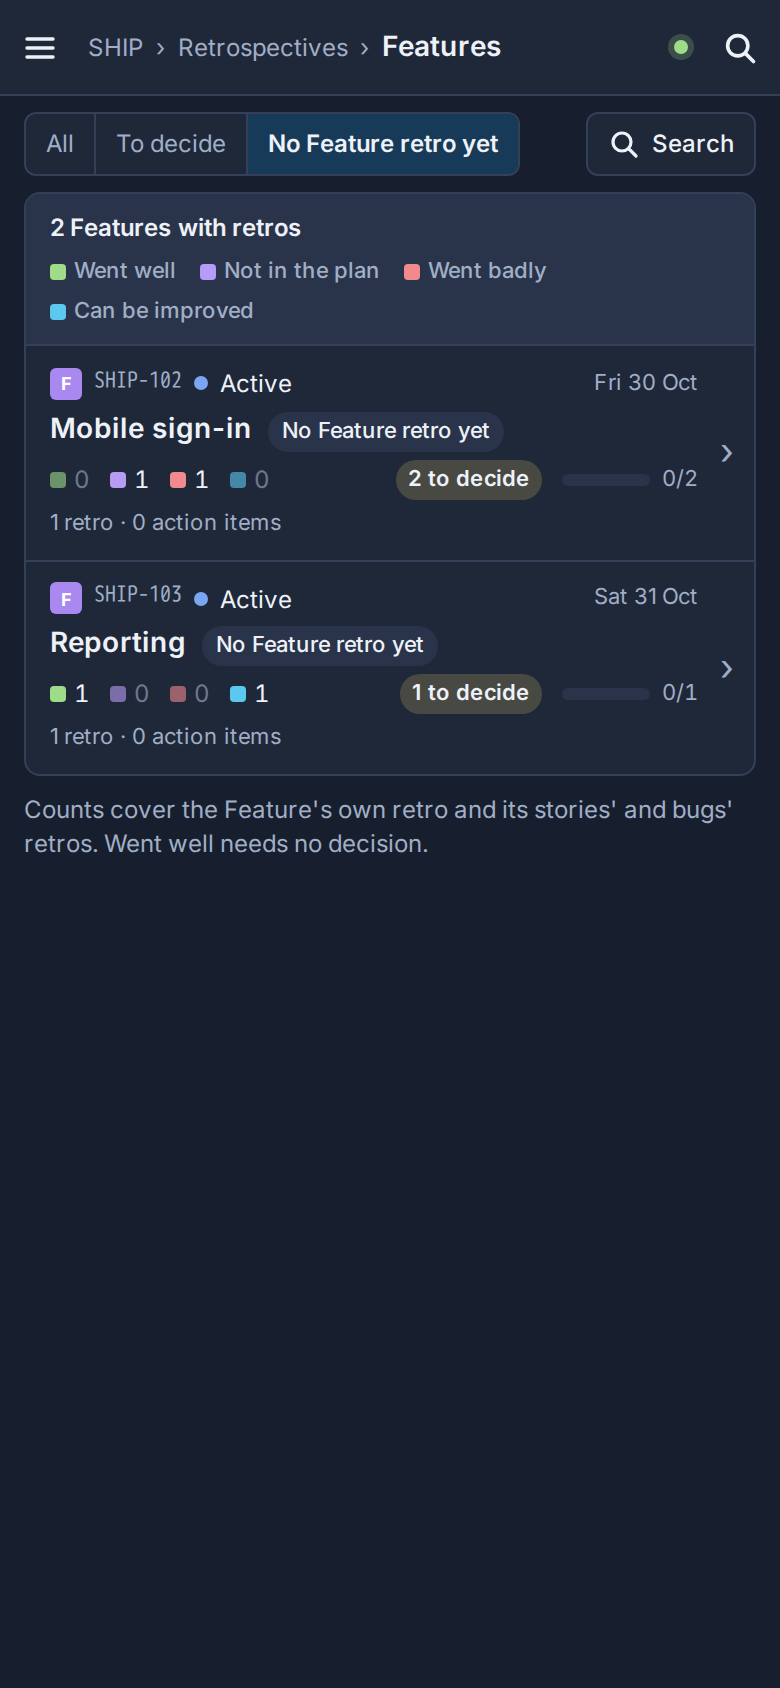 SHIP › Retrospectives › Features
All To decide No Feature retro yet Search
2 Features with retros
Went well Not in the plan Went badly
Can be improved
F SHIP-102 Active Fri 30 Oct
Mobile sign-in No Feature retro yet
0 1 1 0 2 to decide 0/2
1 retro · 0 action items
F SHIP-103 Active Sat 31 Oct
Reporting No Feature retro yet
1 0 0 1 1 to decide 0/1
1 retro · 0 action items
Counts cover the Feature's own retro and its stories' and bugs'
retros. Went well needs no decision.